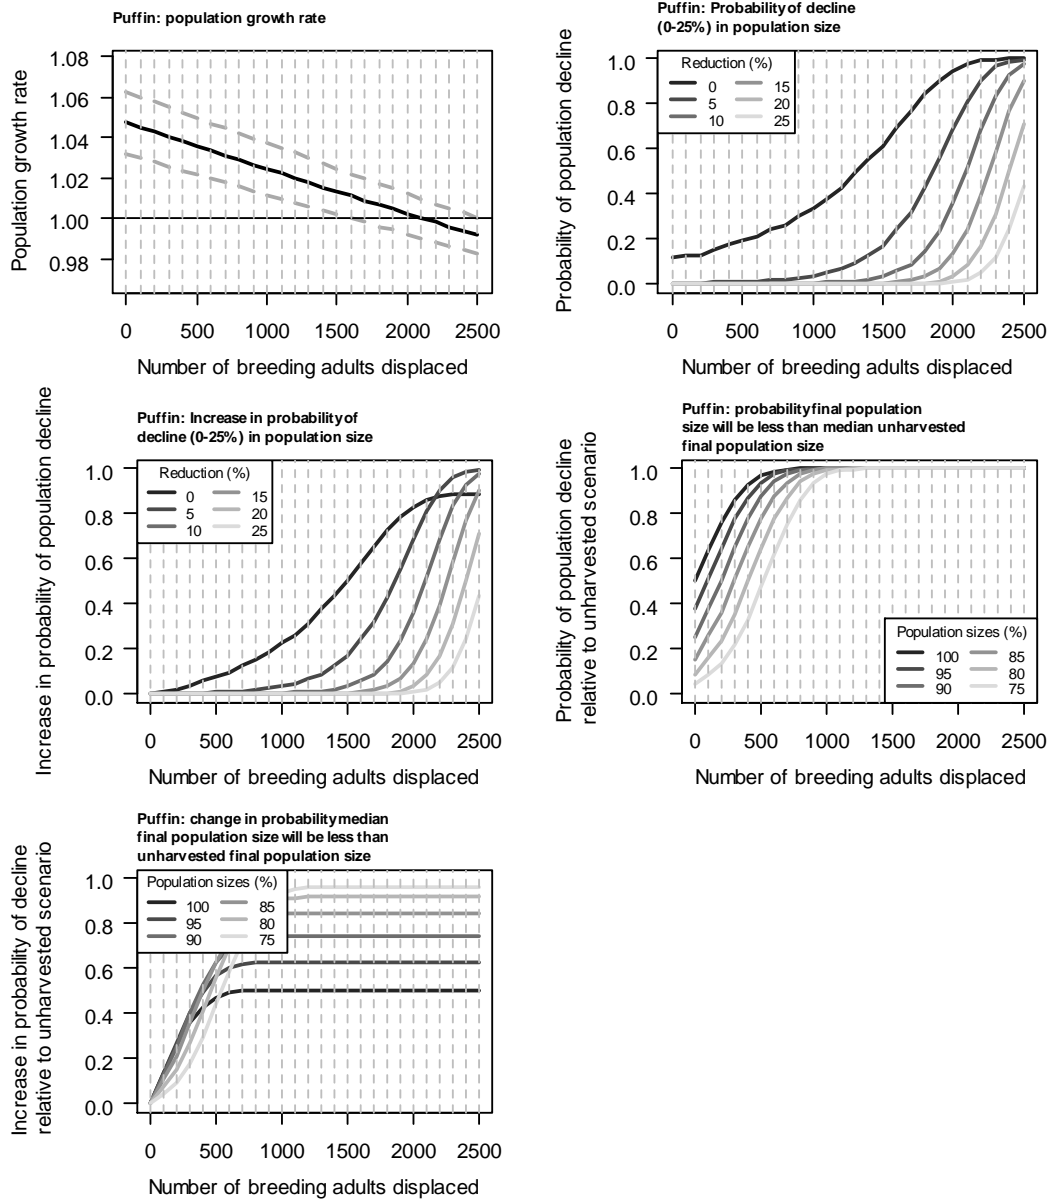 Puffin: population growth rate
Population growth rate
1.08
1.06
1.04
1.02
1.00
0.98
0 500 1000 1500 2000 2500
Number of breeding adults displaced
Puffin: Probability of decline
(0-25%) in population size
Probability of population decline
1.0
0.8
0.6
0.4
0.2
0.0
Reduction (%)
0 15
5 20
10 25
0 500 1000 1500 2000 2500
Number of breeding adults displaced
Puffin: Increase in probability of
decline (0-25%) in population size
Increase in probability of population decline
1.0
0.8
0.6
0.4
0.2
0.0
Reduction (%)
0 15
5 20
10 25
0 500 1000 1500 2000 2500
Number of breeding adults displaced
Puffin: probability final population
size will be less than median unharvested
final population size
Probability of population decline
relative to unharvested scenario
1.0
0.8
0.6
0.4
0.2
0.0
Population sizes (%)
100 85
95 80
90 75
0 500 1000 1500 2000 2500
Number of breeding adults displaced
Puffin: change in probability median
final population size will be less than
unharvested final population size
Increase in probability of decline
relative to unharvested scenario
1.0
0.8
0.6
0.4
0.2
0.0
Population sizes (%)
100 85
95 80
90 75
0 500 1000 1500 2000 2500
Number of breeding adults displaced